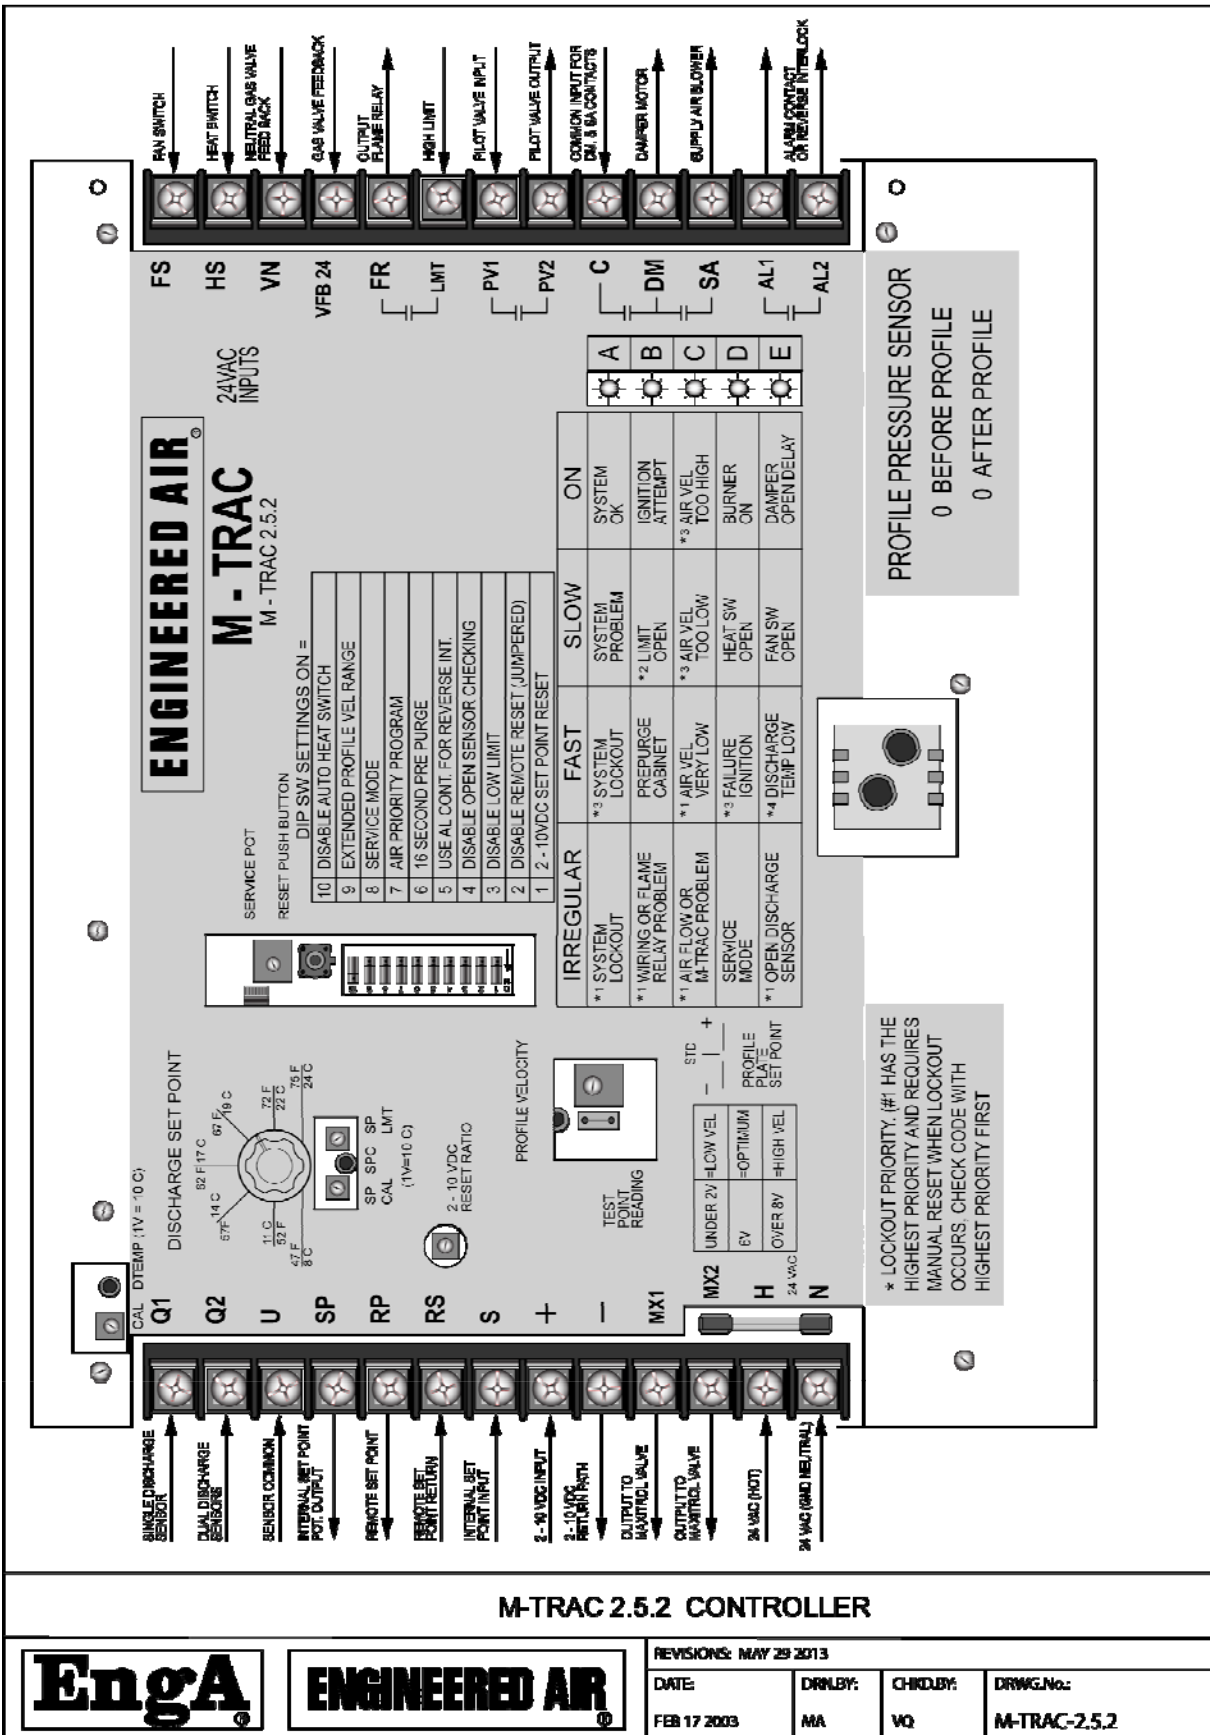 FAN SWITCH
HEAT SWITCH
NEUTRAL GAS VALVE
FEED BACK
GAS VALVE FEEDBACK
OUTPUT
FLAME RELAY
HIGH LIMIT
PILOT VALVE INPUT
PILOT VALVE OUTPUT
COMMON INPUT FOR
DM. & SA CONTACTS
DAMPER MOTOR
SUPPLY AIR BLOWER
ALARM CONTACT
OR REVERSE INTERLOCK
FS
HS
VN
VFB 24
FR
LMT
PV1
PV2
C
DM
SA
AL1
AL2
24VAC
INPUTS
ENGINEERED AIR®
M - TRAC
M - TRAC 2.5.2
SERVICE POT
RESET PUSH BUTTON
DIP SW SETTINGS ON =
10 DISABLE AUTO HEAT SWITCH
9 EXTENDED PROFILE VEL RANGE
8 SERVICE MODE
7 AIR PRIORITY PROGRAM
6 16 SECOND PRE PURGE
5 USE AL CONT. FOR REVERSE INT.
4 DISABLE OPEN SENSOR CHECKING
3 DISABLE LOW LIMIT
2 DISABLE REMOTE RESET (JUMPERED)
1 2 - 10VDC SET POINT RESET
IRREGULAR FAST SLOW ON
*1 SYSTEM LOCKOUT *3 SYSTEM LOCKOUT SYSTEM PROBLEM SYSTEM OK A
*1 WIRING OR FLAME RELAY PROBLEM PREPURGE CABINET *2 LIMIT OPEN IGNITION ATTEMPT B
*1 AIR FLOW OR M-TRAC PROBLEM *1 AIR VEL VERY LOW *3 AIR VEL TOO LOW *3 AIR VEL TOO HIGH C
SERVICE MODE *3 FAILURE IGNITION HEAT SW OPEN BURNER ON D
*1 OPEN DISCHARGE SENSOR *4 DISCHARGE TEMP LOW FAN SW OPEN DAMPER OPEN DELAY E
PROFILE PRESSURE SENSOR
0 BEFORE PROFILE
0 AFTER PROFILE
CAL DTEMP (1V = 10 C)
DISCHARGE SET POINT
47 F
8 C
11 C
52 F
57F
14 C
62 F 17 C
67 F
19 C
72 F
22 C
75 F
24 C
SP SPC SP
CAL LMT
(1V=10 C)
2 - 10 VDC
RESET RATIO
PROFILE VELOCITY
TEST
POINT
READING
UNDER 2V =LOW VEL
6V =OPTIMUM
OVER 8V =HIGH VEL
STD
− +
PROFILE
PLATE
SET POINT
* LOCKOUT PRIORITY. (#1 HAS THE
HIGHEST PRIORITY AND REQUIRES
MANUAL RESET WHEN LOCKOUT
OCCURS, CHECK CODE WITH
HIGHEST PRIORITY FIRST
Q1
Q2
U
SP
RP
RS
S
+
−
MX1
MX2
H
24 VAC
N
SINGLE DISCHARGE
SENSOR
DUAL DISCHARGE
SENSORS
SENSOR COMMON
INTERNAL SET POINT
POT. OUTPUT
REMOTE SET POINT
REMOTE SET
POINT RETURN
INTERNAL SET
POINT INPUT
2 - 10 VDC INPUT
2 - 10 VDC
RETURN PATH
OUTPUT TO
MAXITROL VALVE
OUTPUT TO
MAXITROL VALVE
24 VAC (HOT)
24 VAC (GND NEUTRAL)
M-TRAC 2.5.2 CONTROLLER
EngA®
ENGINEERED AIR®
REVISIONS: MAY 29 2013
DATE: DRN.BY: CHKD.BY: DRWG.No.:
FEB 17 2003 MA VQ M-TRAC-2.5.2